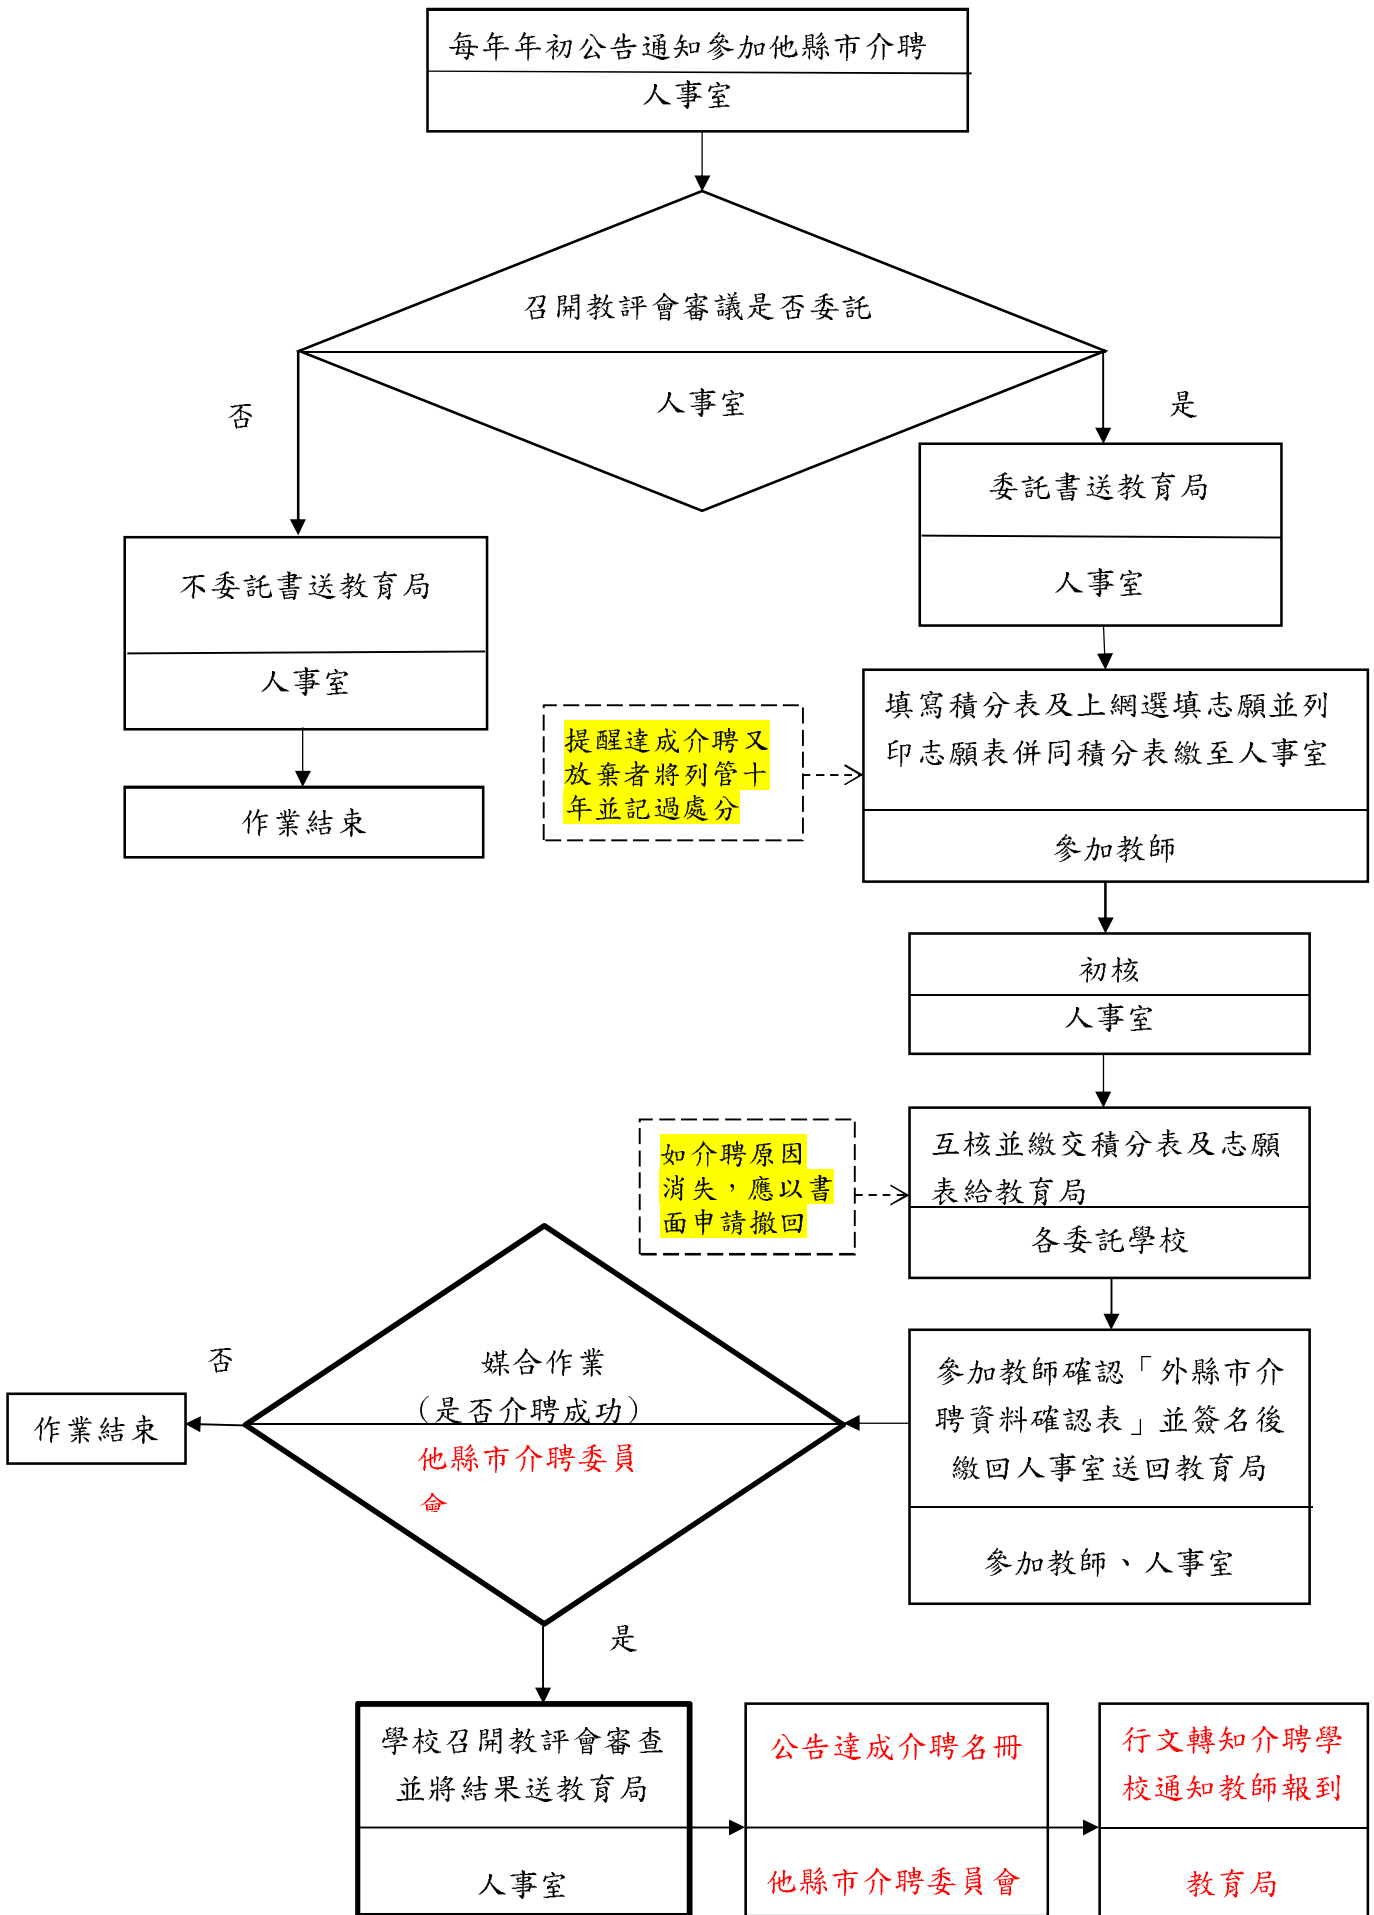 每年年初公告通知參加他縣市介聘
人事室
召開教評會審議是否委託
人事室
否
是
委託書送教育局
人事室
不委託書送教育局
人事室
作業結束
提醒達成介聘又
放棄者將列管十
年並記過處分
填寫積分表及上網選填志願並列
印志願表併同積分表繳至人事室
參加教師
初核
人事室
如介聘原因
消失，應以書
面申請撤回
互核並繳交積分表及志願
表給教育局
各委託學校
參加教師確認「外縣市介
聘資料確認表」並簽名後
繳回人事室送回教育局
參加教師、人事室
媒合作業
(是否介聘成功)
他縣市介聘委員
會
否
作業結束
是
學校召開教評會審查
並將結果送教育局
人事室
公告達成介聘名冊
他縣市介聘委員會
行文轉知介聘學
校通知教師報到
教育局